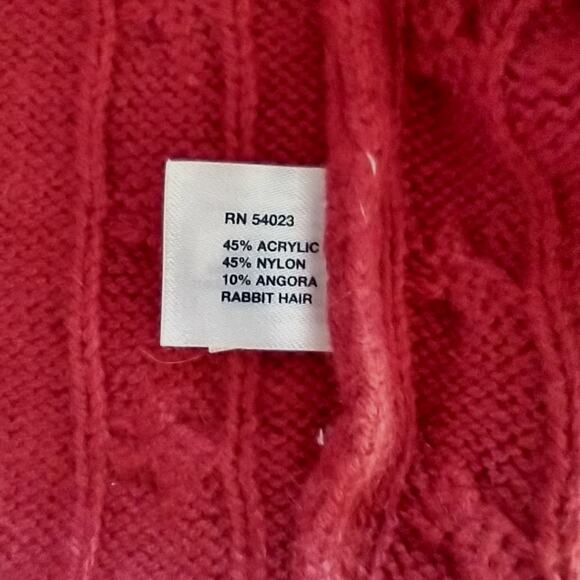 RN 54023
45% ACRYLIC
45% NYLON
10% ANGORA
RABBIT HAIR